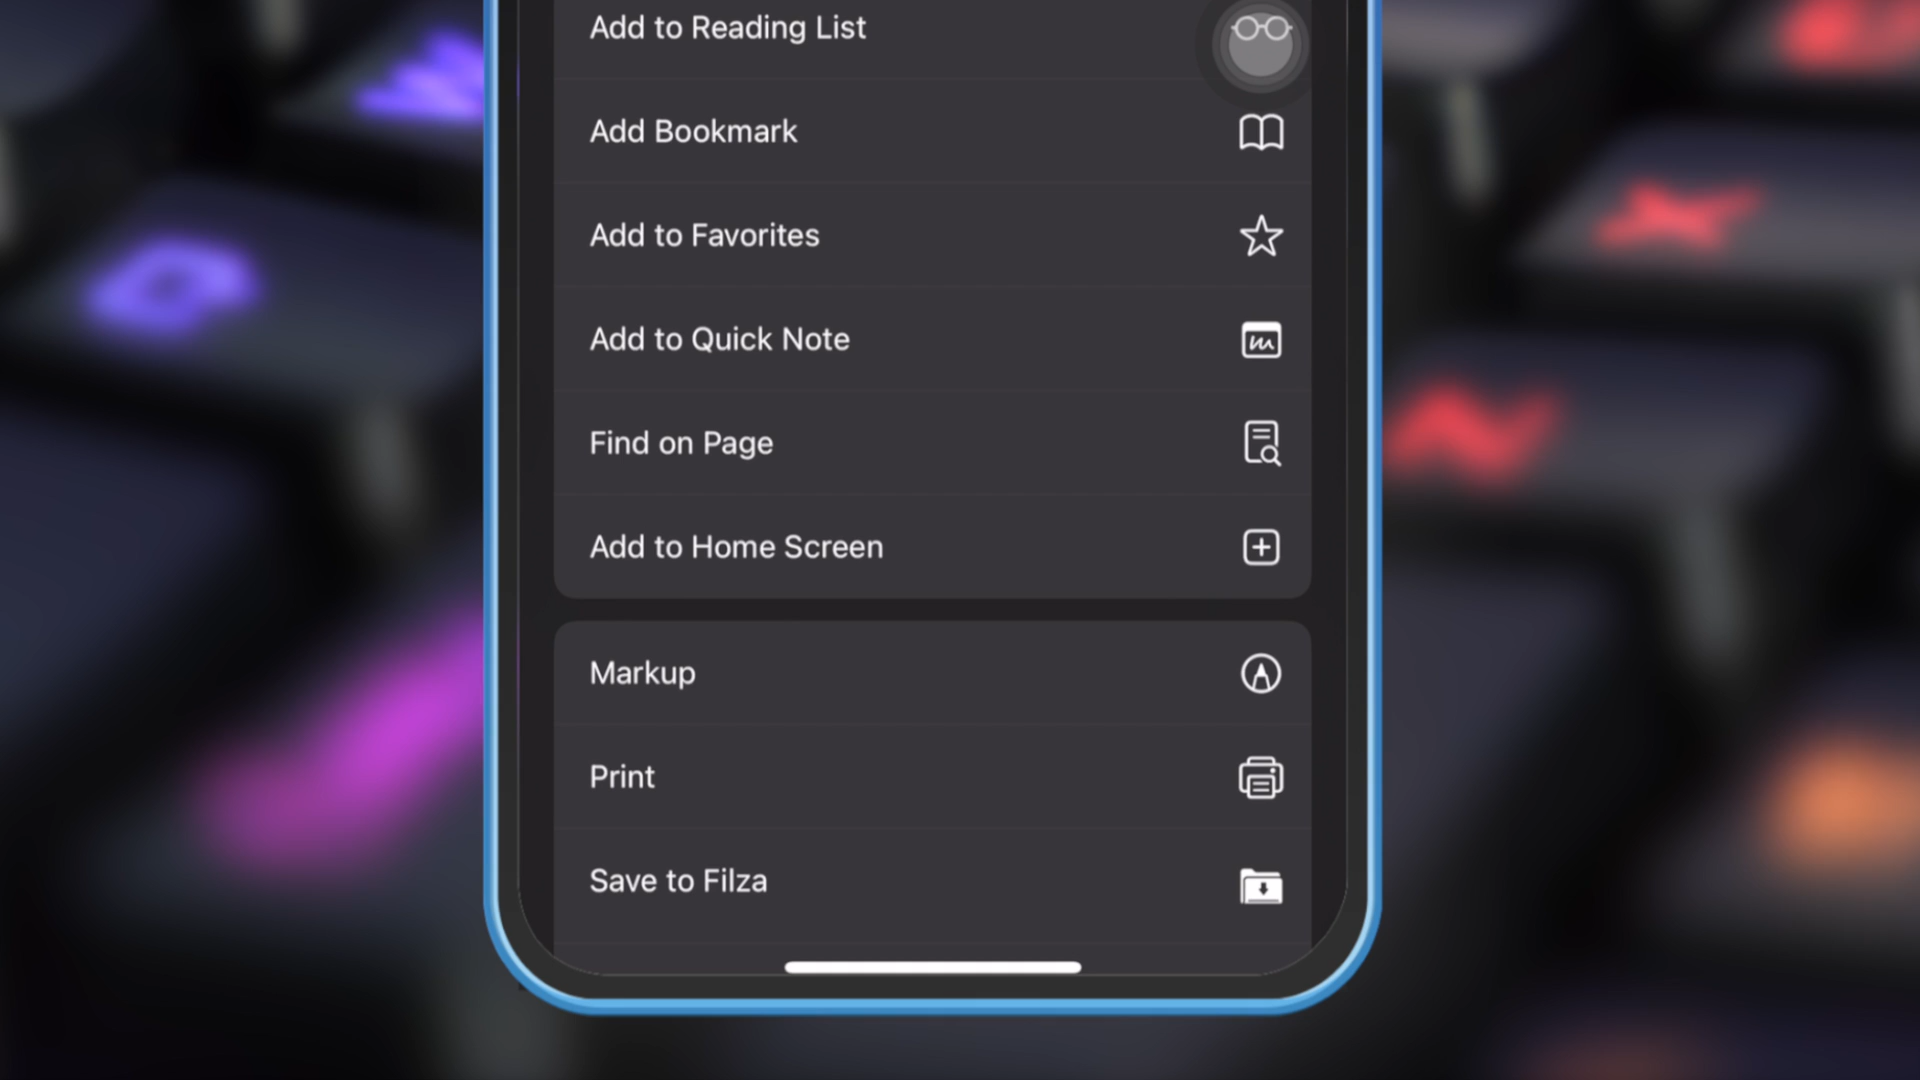 Add to Reading List
Add Bookmark
Add to Favorites
Add to Quick Note
Find on Page
Add to Home Screen
Markup
Print
Save to Filza